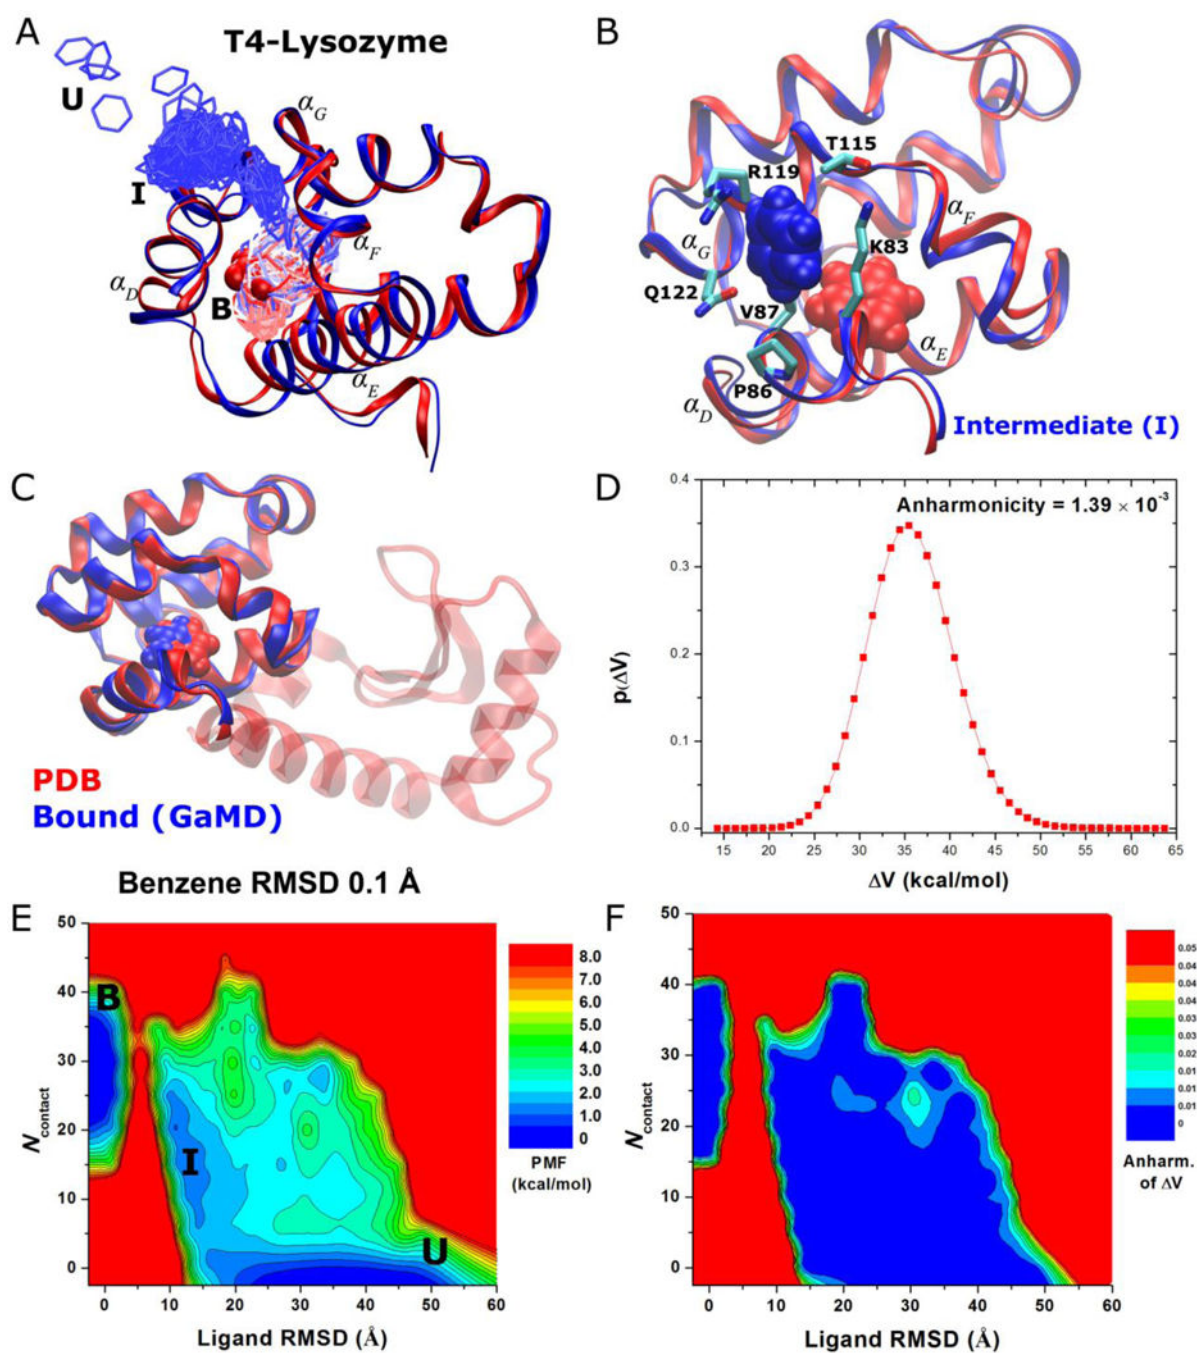 A
T4-Lysozyme
U
I
B
αG
αF
αD
αE
B
T115
R119
αF
αG
K83
Q122
V87
αE
P86
αD
Intermediate (I)
C
PDB
Bound (GaMD)
D
Anharmonicity = 1.39 × 10⁻³
p(ΔV)
0.4
0.3
0.2
0.1
0.0
15 20 25 30 35 40 45 50 55 60 65
ΔV (kcal/mol)
Benzene RMSD 0.1 Å
E
Ncontact
50
40
30
20
10
0
0 10 20 30 40 50 60
Ligand RMSD (Å)
B
I
U
8.0
7.0
6.0
5.0
4.0
3.0
2.0
1.0
0
PMF
(kcal/mol)
F
Ncontact
50
40
30
20
10
0
0 10 20 30 40 50 60
Ligand RMSD (Å)
0.05
0.04
0.04
0.03
0.03
0.02
0.01
0.01
0.01
0
Anharm.
of ΔV